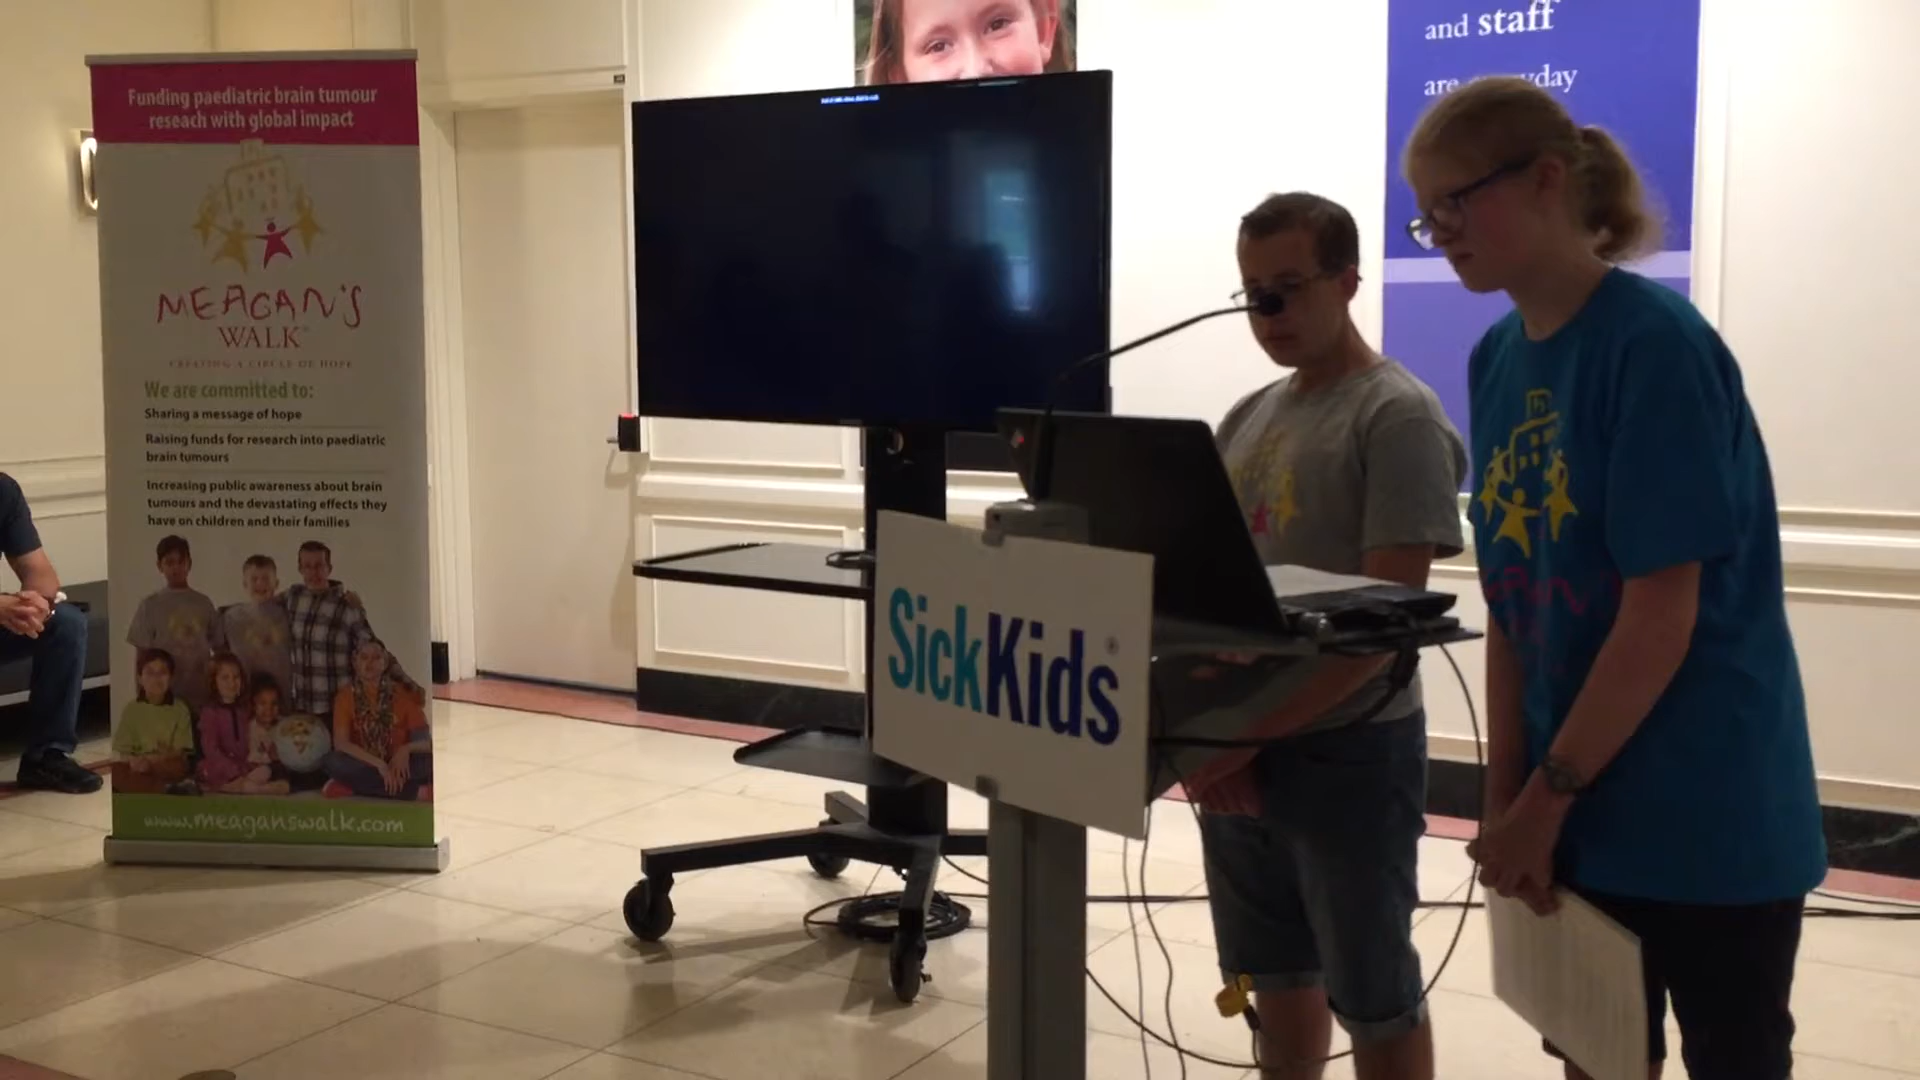 Funding paediatric brain tumour
reseach with global impact
MEAGAN'S
WALK
CREATING A CIRCLE OF HOPE
We are committed to:
Sharing a message of hope
Raising funds for research into paediatric
brain tumours
Increasing public awareness about brain
tumours and the devastating effects they
have on children and their families
www.meaganswalk.com
SickKids®
and staff
are